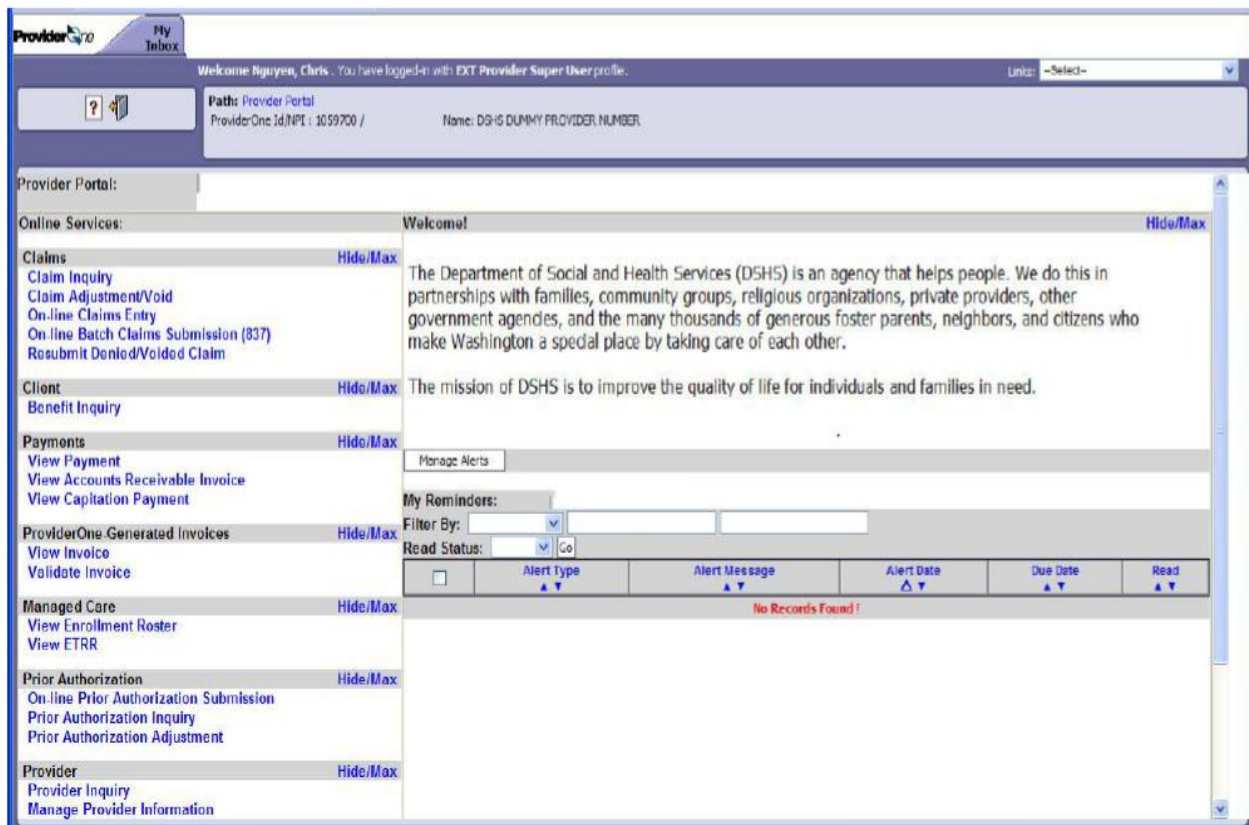 ProviderOne
My
Inbox
Welcome Nguyen, Chris . You have logged-in with EXT Provider Super User profile.
Links: --Select--
?
Path: Provider Portal
ProviderOne Id/NPI : 1059700 /
Name: DSHS DUMMY PROVIDER NUMBER
Provider Portal:
Online Services:
Claims Hide/Max
Claim Inquiry
Claim Adjustment/Void
On-line Claims Entry
On-line Batch Claims Submission (837)
Resubmit Denied/Voided Claim
Client Hide/Max
Benefit Inquiry
Payments Hide/Max
View Payment
View Accounts Receivable Invoice
View Capitation Payment
ProviderOne Generated Invoices Hide/Max
View Invoice
Validate Invoice
Managed Care Hide/Max
View Enrollment Roster
View ETRR
Prior Authorization Hide/Max
On-line Prior Authorization Submission
Prior Authorization Inquiry
Prior Authorization Adjustment
Provider Hide/Max
Provider Inquiry
Manage Provider Information
Welcome! Hide/Max
The Department of Social and Health Services (DSHS) is an agency that helps people. We do this in
partnerships with families, community groups, religious organizations, private providers, other
government agencies, and the many thousands of generous foster parents, neighbors, and citizens who
make Washington a special place by taking care of each other.
The mission of DSHS is to improve the quality of life for individuals and families in need.
Manage Alerts
My Reminders:
Filter By:
Read Status: Go
Alert Type Alert Message Alert Date Due Date Read
No Records Found !